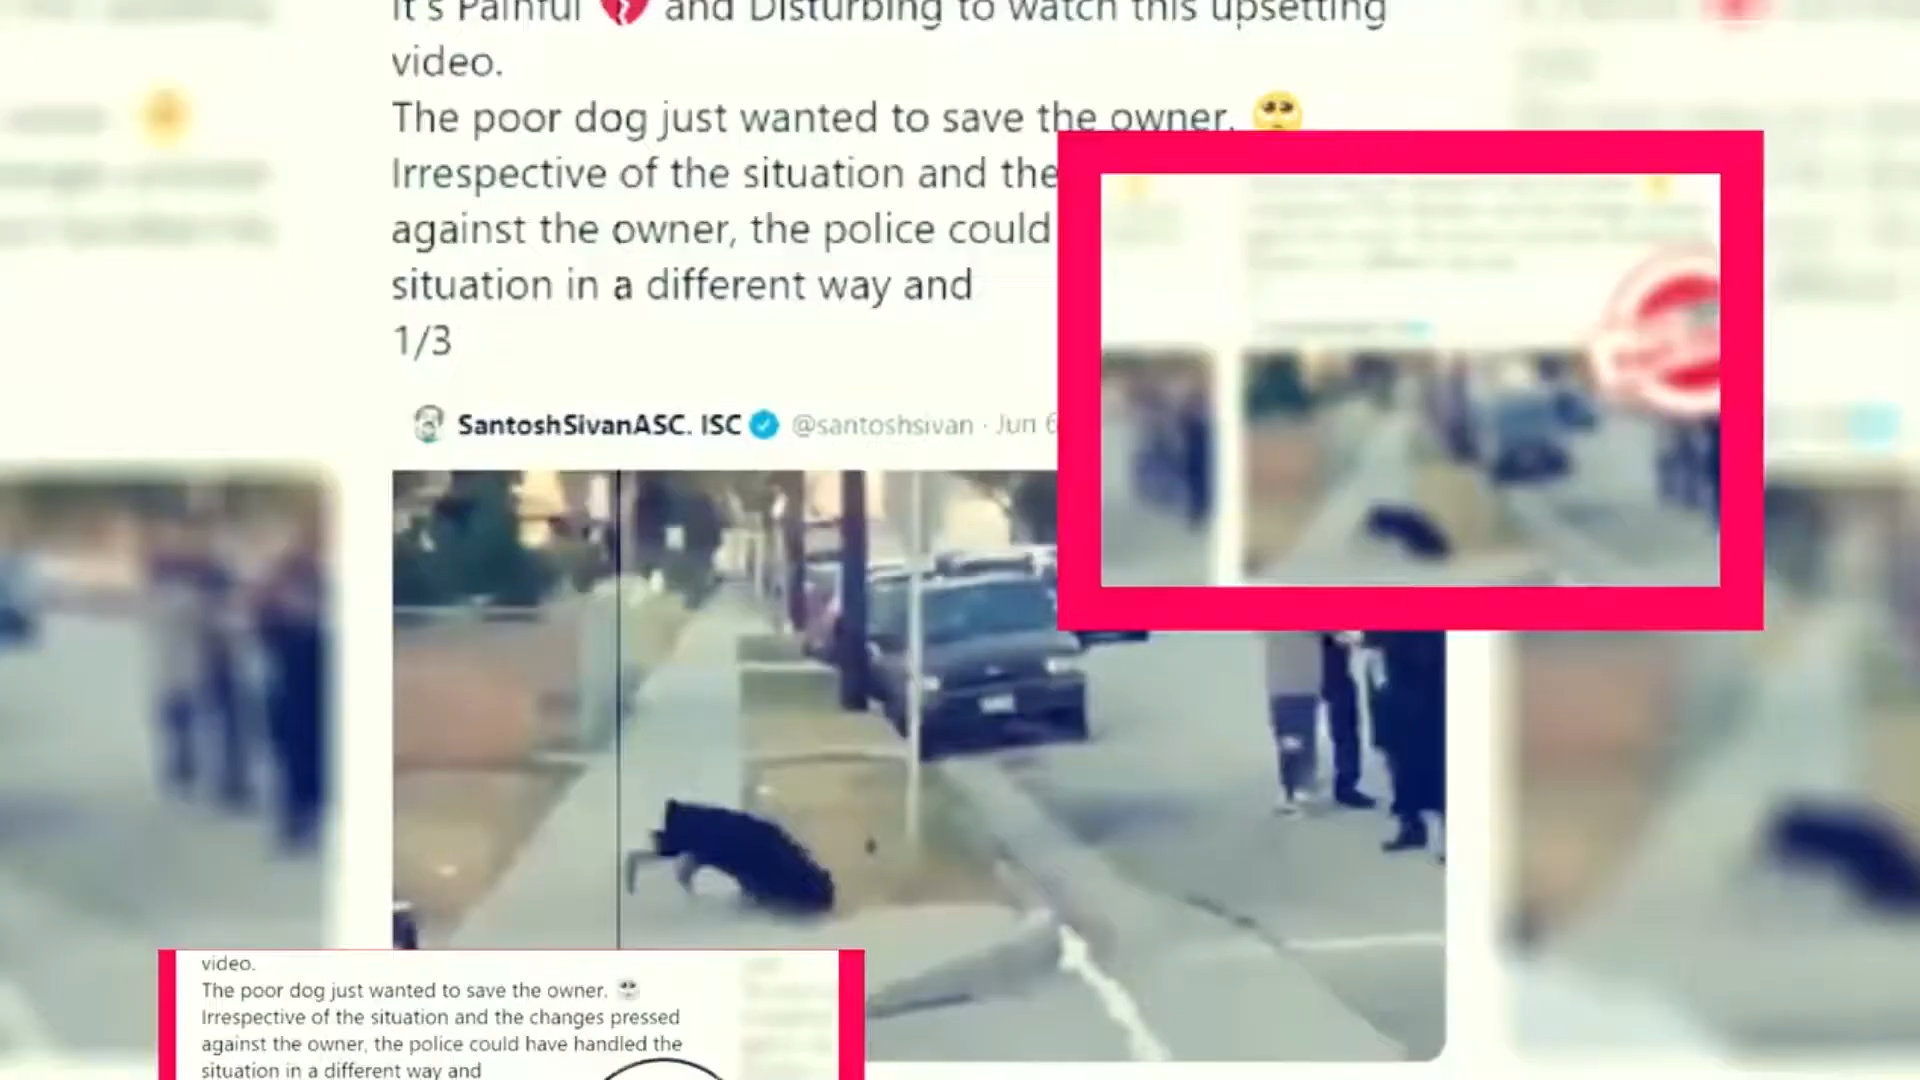 It's Painful 💔 and Disturbing to watch this upsetting
video.
The poor dog just wanted to save the owner. 🥺
Irrespective of the situation and the
against the owner, the police could
situation in a different way and
1/3
SantoshSivanASC. ISC @santoshsivan · Jun 6
video.
The poor dog just wanted to save the owner. 🥺
Irrespective of the situation and the changes pressed
against the owner, the police could have handled the
situation in a different way and